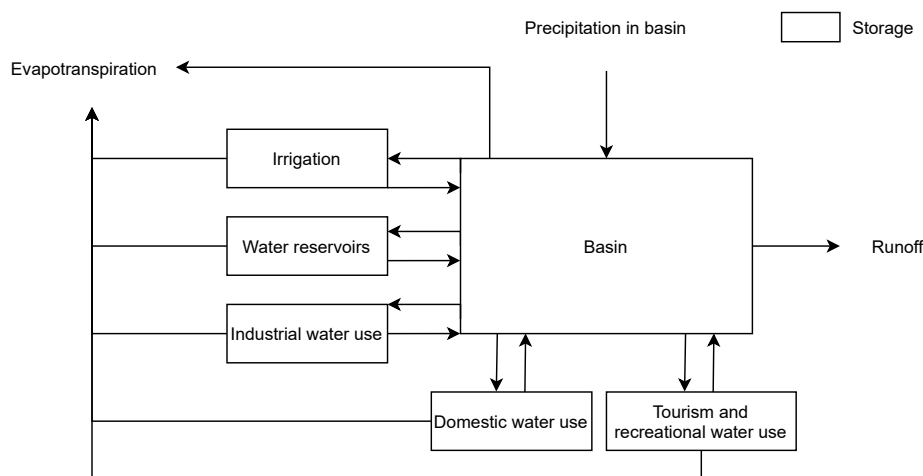 Precipitation in basin
Storage
Evapotranspiration
Irrigation
Water reservoirs
Basin
Runoff
Industrial water use
Domestic water use
Tourism and
recreational water use